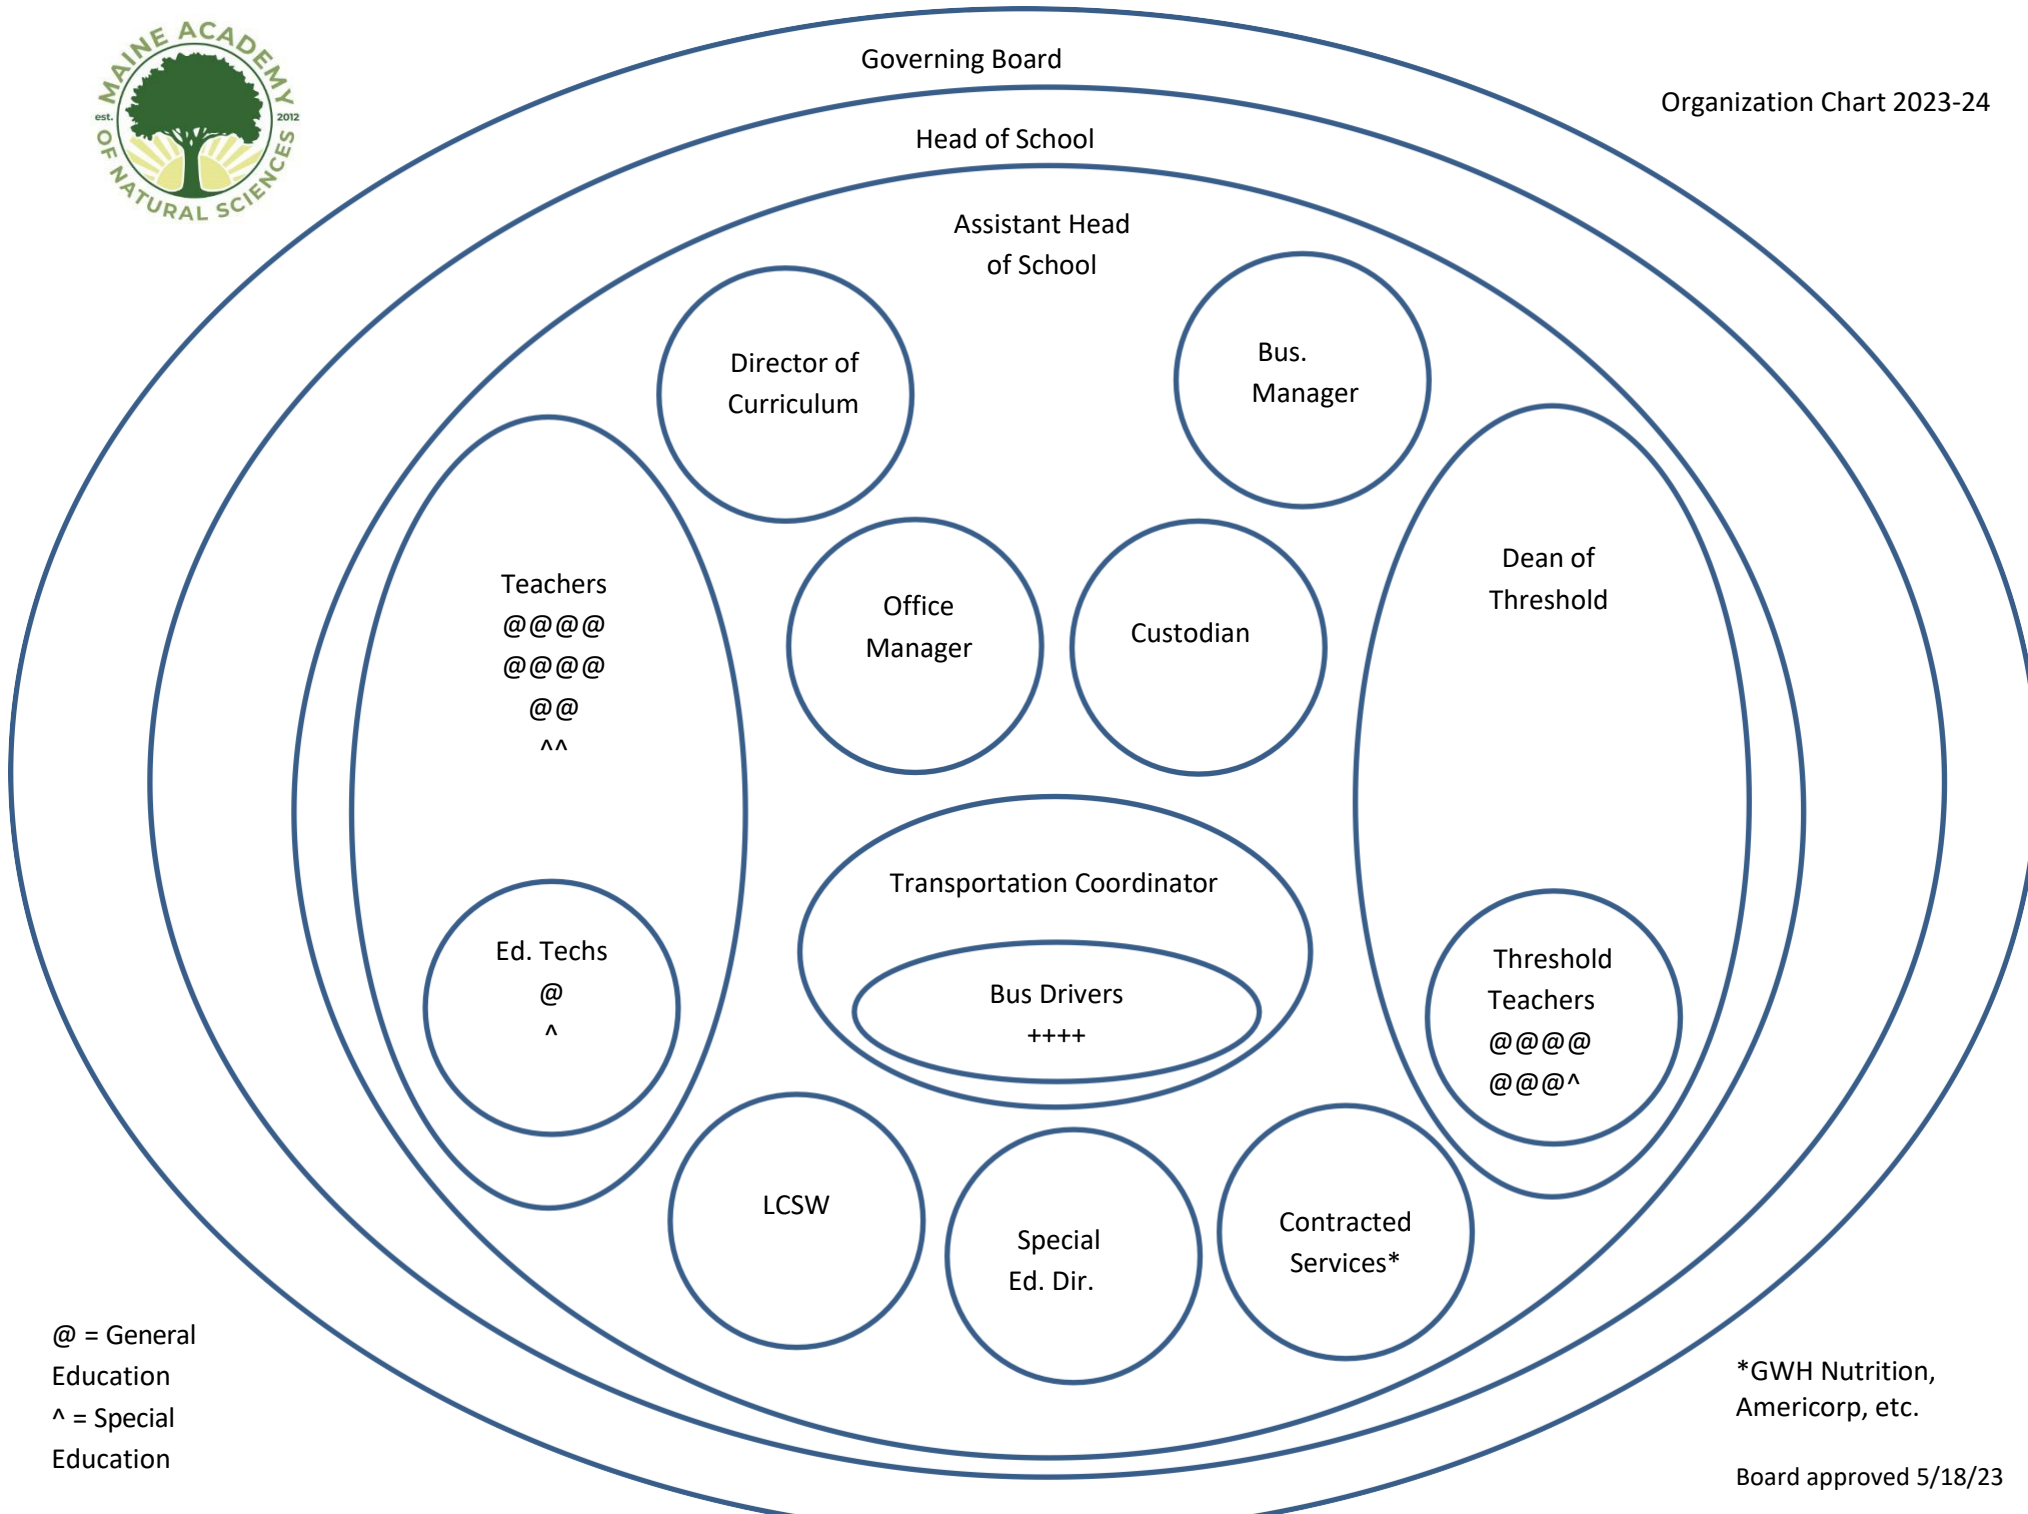 MAINE ACADEMY
est. 2012
OF NATURAL SCIENCES
Governing Board
Organization Chart 2023-24
Head of School
Assistant Head
of School
Director of
Curriculum
Bus.
Manager
Teachers
@@@@
@@@@
@@
^^
Office
Manager
Custodian
Dean of
Threshold
Transportation Coordinator
Bus Drivers
++++
Ed. Techs
@
^
Threshold
Teachers
@@@@
@@@^
LCSW
Special
Ed. Dir.
Contracted
Services*
@ = General
Education
^ = Special
Education
*GWH Nutrition,
Americorp, etc.
Board approved 5/18/23